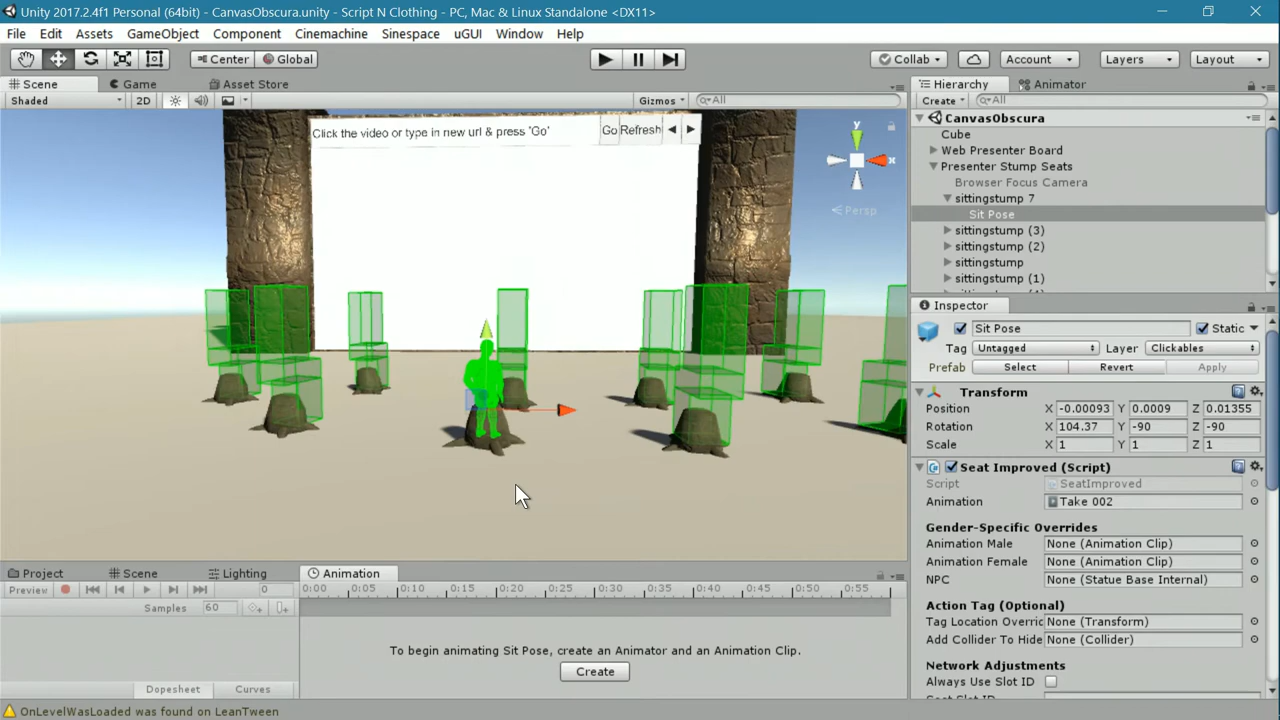 Unity 2017.2.4f1 Personal (64bit) - CanvasObscura.unity - Script N Clothing - PC, Mac & Linux Standalone <DX11>
File Edit Assets GameObject Component Cinemachine Sinespace uGUI Window Help
Center Global Collab Account Layers Layout
Scene Game Asset Store Hierarchy Animator
Shaded 2D Gizmos All Create All
CanvasObscura
Cube
Web Presenter Board
Presenter Stump Seats
Browser Focus Camera
sittingstump 7
Sit Pose
sittingstump (3)
sittingstump (2)
sittingstump
sittingstump (1)
Click the video or type in new url & press 'Go' Go Refresh
y
x
Persp
Inspector
Sit Pose Static
Tag Untagged Layer Clickables
Prefab Select Revert Apply
Transform
Position X -0.00093 Y 0.0009 Z 0.01355
Rotation X 104.37 Y -90 Z -90
Scale X 1 Y 1 Z 1
Seat Improved (Script)
Script SeatImproved
Animation Take 002
Gender-Specific Overrides
Animation Male None (Animation Clip)
Animation Female None (Animation Clip)
NPC None (Statue Base Internal)
Action Tag (Optional)
Tag Location Overric None (Transform)
Add Collider To Hide None (Collider)
Network Adjustments
Always Use Slot ID
Project Scene Lighting Animation
Preview 0 0:00 0:05 0:10 0:15 0:20 0:25 0:30 0:35 0:40 0:45 0:50 0:55
Samples 60
To begin animating Sit Pose, create an Animator and an Animation Clip.
Create
Dopesheet Curves
OnLevelWasLoaded was found on LeanTween